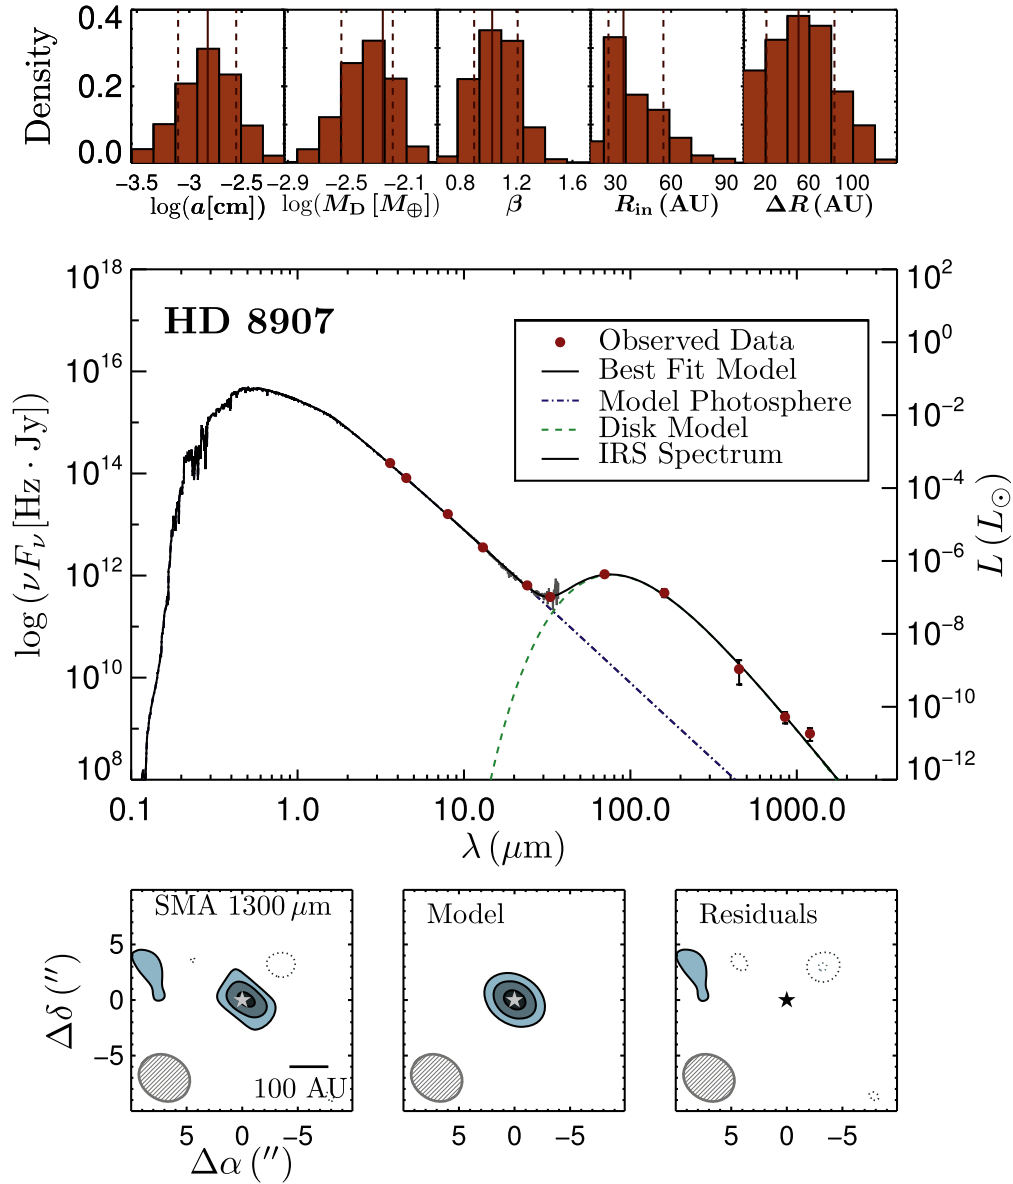 0.4
0.2
0.0
Density
−3.5 −3 −2.5 −2.9 −2.5 −2.1 0.8 1.2 1.6 30 60 90 20 60 100
log(a[cm]) log(M_D [M_⊕]) β R_in (AU) ΔR (AU)
10^18 10^2
HD 8907
Observed Data
Best Fit Model
Model Photosphere
Disk Model
IRS Spectrum
10^0
10^16
10^−2
10^14
10^−4
10^12
10^−6
10^−8
10^10
10^−10
10^8 10^−12
log (νF_ν [Hz · Jy])
L (L_⊙)
0.1 1.0 10.0 100.0 1000.0
λ (μm)
SMA 1300 μm Model Residuals
5
0
−5
Δδ (″)
100 AU
5 0 −5 5 0 −5 5 0 −5
Δα (″)